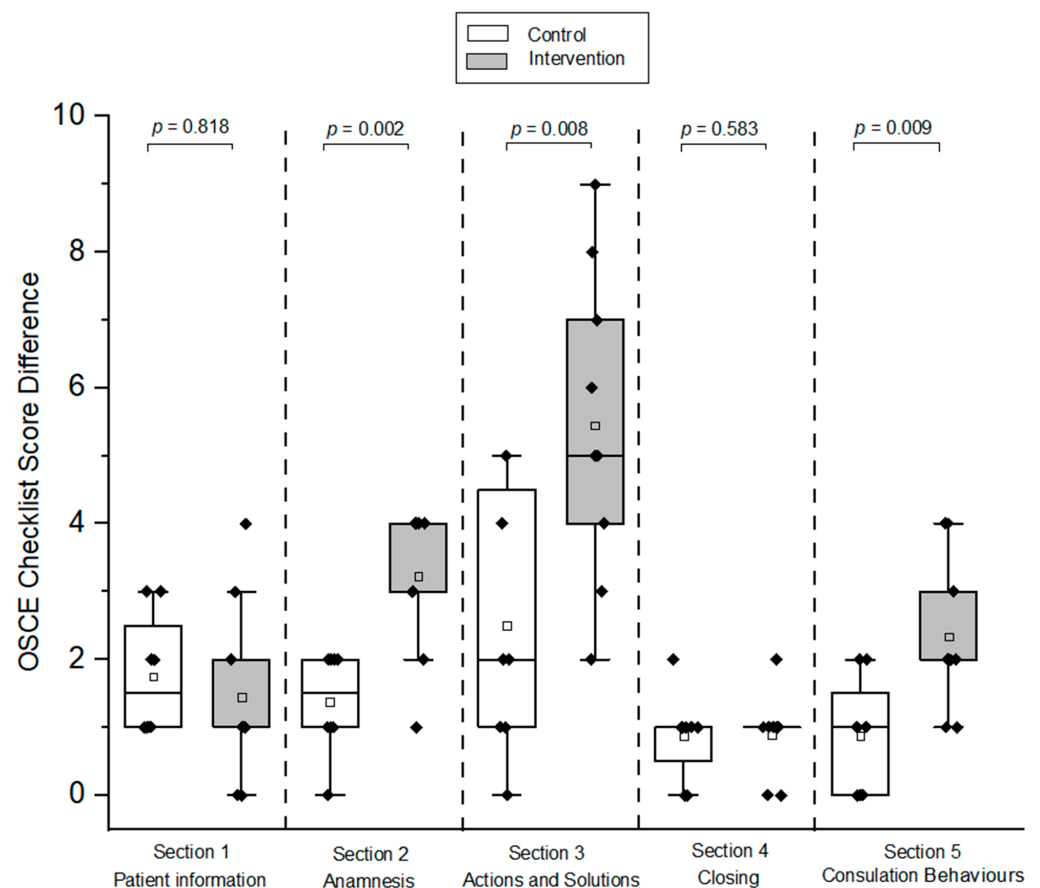 Control
Intervention
10
p = 0.818
p = 0.002
p = 0.008
p = 0.583
p = 0.009
8
6
4
2
0
OSCE Checklist Score Difference
Section 1
Patient information
Section 2
Anamnesis
Section 3
Actions and Solutions
Section 4
Closing
Section 5
Consulation Behaviours